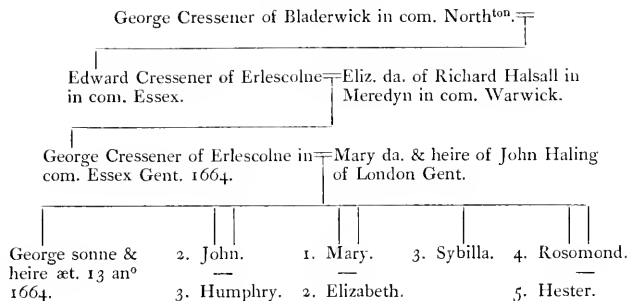 George Cressener of Bladerwick in com. North^ton.
Edward Cressener of Erlescolne
in com. Essex.
Eliz. da. of Richard Halsall in
Meredyn in com. Warwick.
George Cressener of Erlescolne in
com. Essex Gent. 1664.
Mary da. & heire of John Haling
of London Gent.
George sonne &
heire æt. 13 an⁰
1664.
2. John.
3. Humphry.
1. Mary.
2. Elizabeth.
3. Sybilla.
4. Rosomond.
5. Hester.